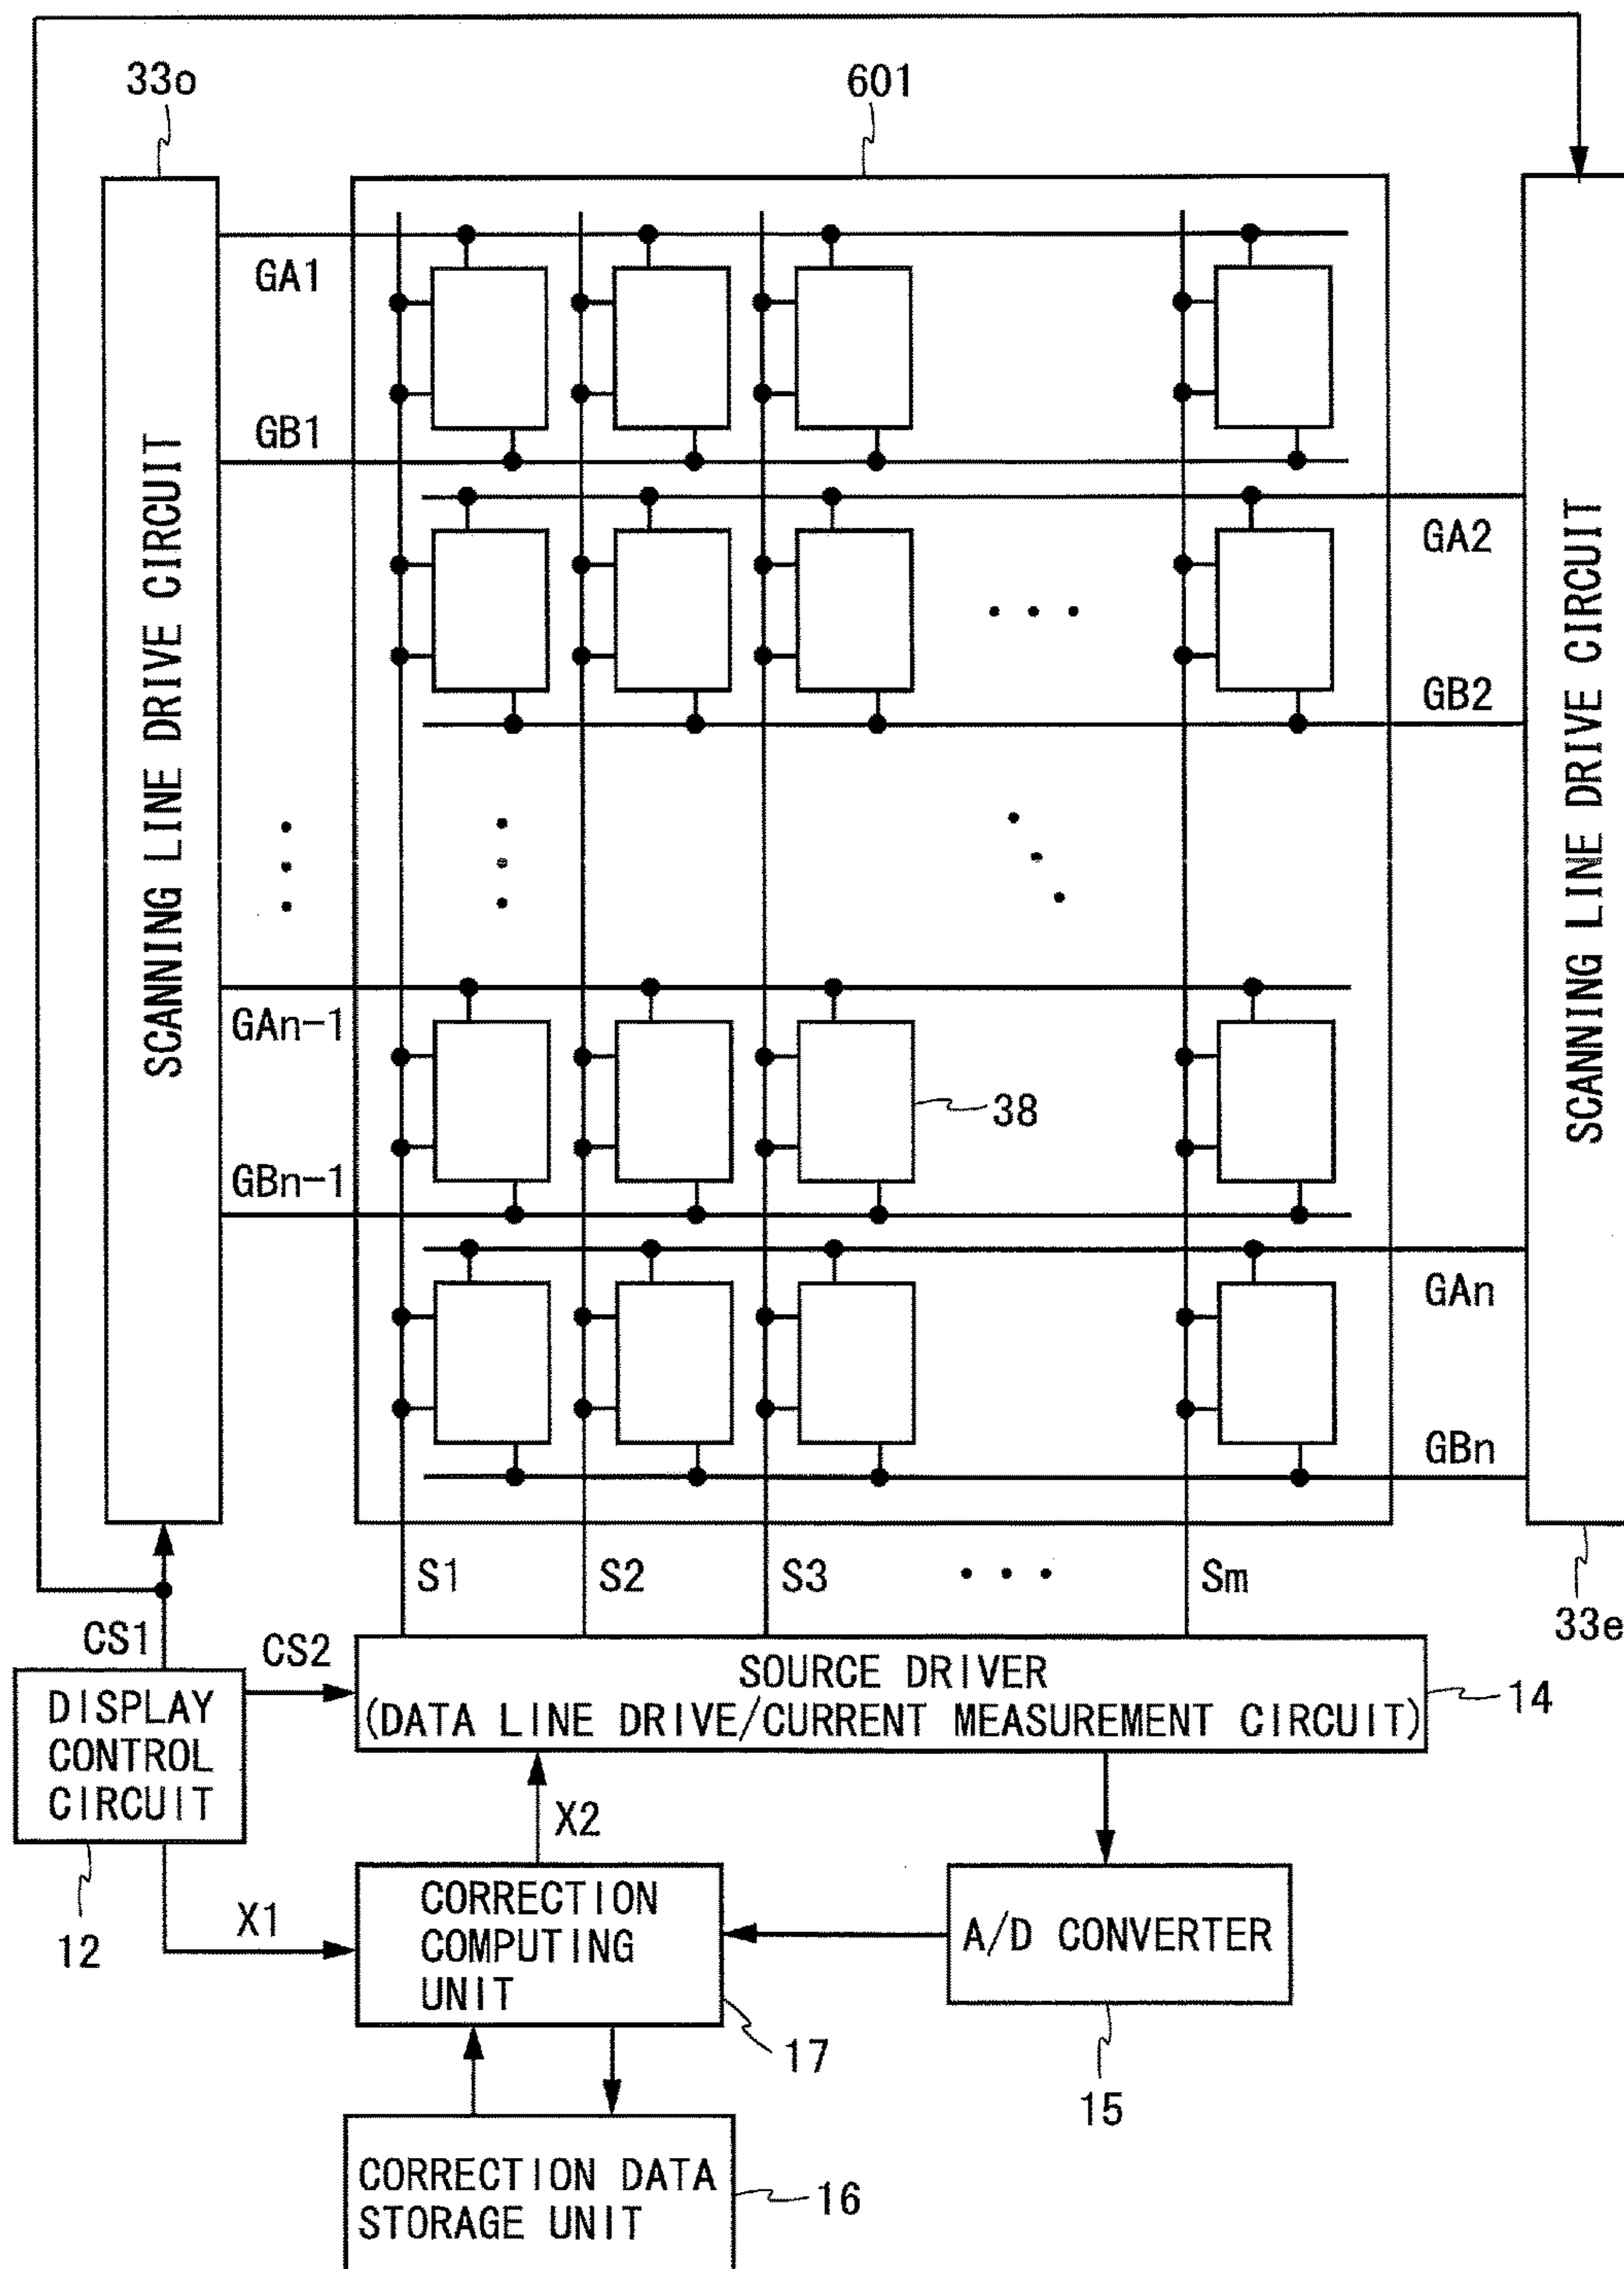 33o
601
SCANNING LINE DRIVE CIRCUIT
GA1
GB1
GA2
GB2
SCANNING LINE DRIVE CIRCUIT
GAn-1
38
GBn-1
GAn
GBn
S1
S2
S3
Sm
33e
CS1
CS2
DISPLAY
CONTROL
CIRCUIT
12
SOURCE DRIVER
(DATA LINE DRIVE/CURRENT MEASUREMENT CIRCUIT)
14
X2
X1
CORRECTION
COMPUTING
UNIT
17
A/D CONVERTER
15
CORRECTION DATA
STORAGE UNIT
16